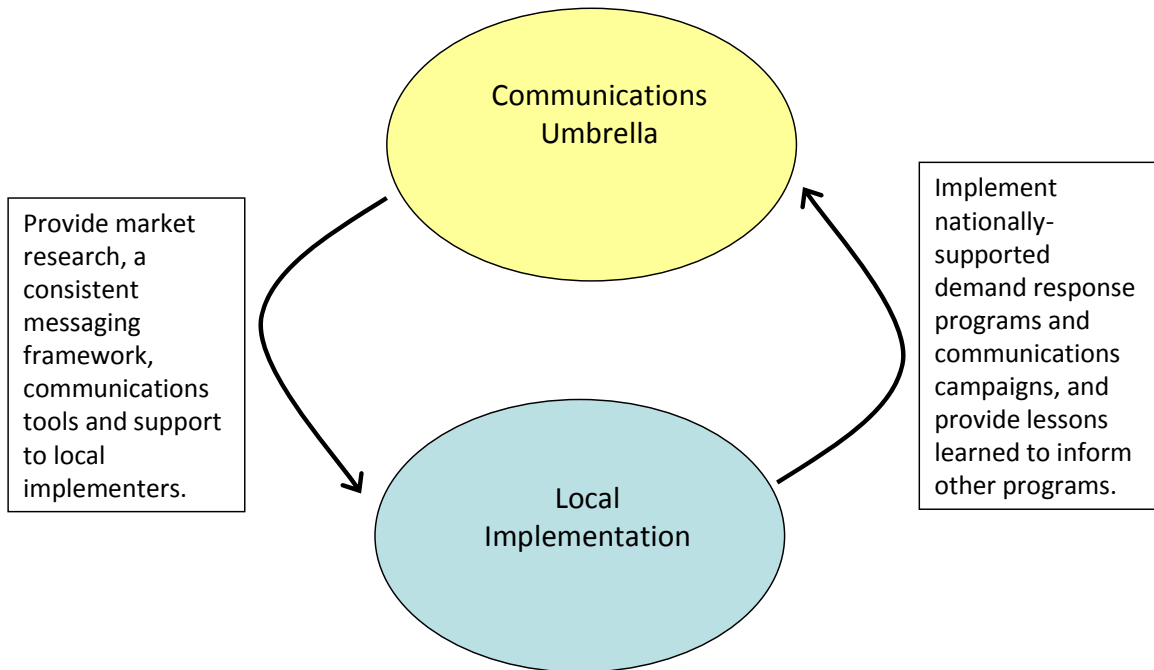 Communications
Umbrella
Provide market
research, a
consistent
messaging
framework,
communications
tools and support
to local
implementers.
Implement
nationally-
supported
demand response
programs and
communications
campaigns, and
provide lessons
learned to inform
other programs.
Local
Implementation